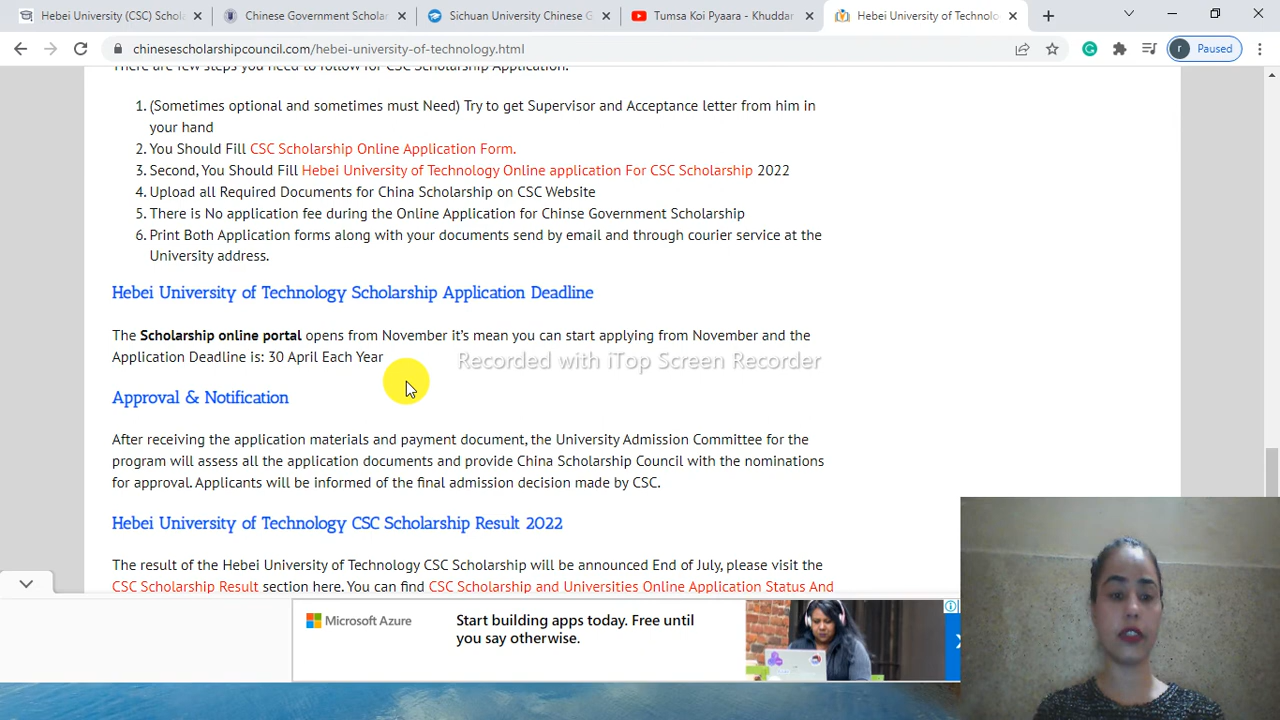 Hebei University (CSC) Schola
Chinese Government Scholar
Sichuan University Chinese G
Tumsa Koi Pyaara - Khuddar
Hebei University of Technolo
chinesescholarshipcouncil.com/hebei-university-of-technology.html
r
Paused
There are few steps you need to follow for CSC Scholarship Application.
1. (Sometimes optional and sometimes must Need) Try to get Supervisor and Acceptance letter from him in
your hand
2. You Should Fill CSC Scholarship Online Application Form.
3. Second, You Should Fill Hebei University of Technology Online application For CSC Scholarship 2022
4. Upload all Required Documents for China Scholarship on CSC Website
5. There is No application fee during the Online Application for Chinse Government Scholarship
6. Print Both Application forms along with your documents send by email and through courier service at the
University address.
Hebei University of Technology Scholarship Application Deadline
The Scholarship online portal opens from November it's mean you can start applying from November and the
Application Deadline is: 30 April Each Year
Recorded with iTop Screen Recorder
Approval & Notification
After receiving the application materials and payment document, the University Admission Committee for the
program will assess all the application documents and provide China Scholarship Council with the nominations
for approval. Applicants will be informed of the final admission decision made by CSC.
Hebei University of Technology CSC Scholarship Result 2022
The result of the Hebei University of Technology CSC Scholarship will be announced End of July, please visit the
CSC Scholarship Result section here. You can find CSC Scholarship and Universities Online Application Status And
Microsoft Azure
Start building apps today. Free until
you say otherwise.